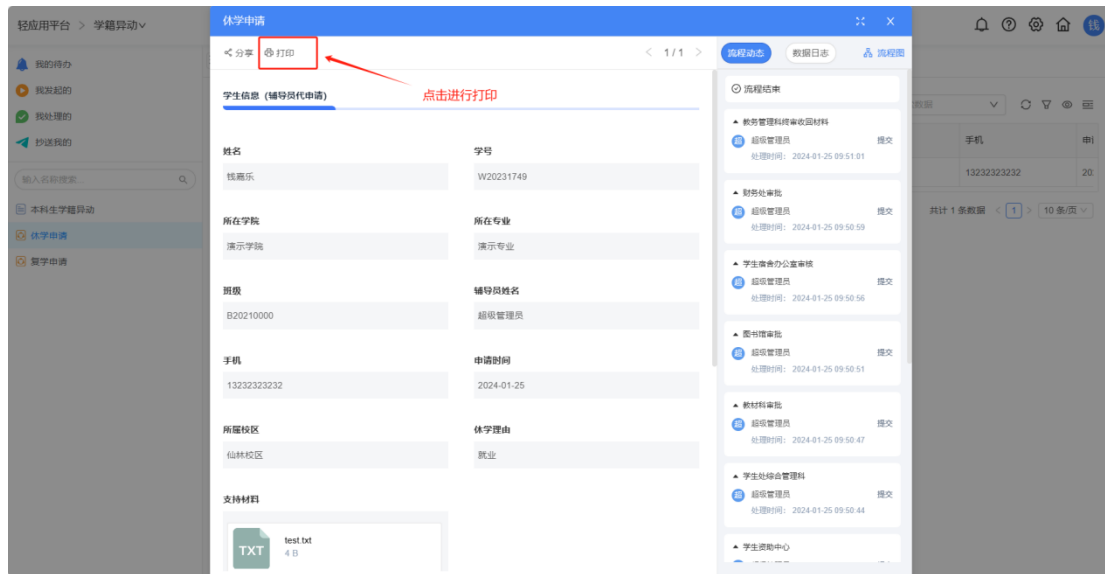 轻应用平台 > 学籍异动
休学申请
钱
我的待办
我发起的
我处理的
抄送我的
输入名称搜索...
本科生学籍异动
休学申请
复学申请
分享 打印
1 / 1
点击进行打印
学生信息（辅导员代申请）
姓名 学号
钱嘉乐 W20231749
所在学院 所在专业
演示学院 演示专业
班级 辅导员姓名
B20210000 超级管理员
手机 申请时间
13232323232 2024-01-25
所属校区 休学理由
仙林校区 就业
支持材料
TXT
test.txt
4 B
流程动态 数据日志 流程图
流程结束
教务管理科终审收回材料
超 超级管理员 提交
处理时间： 2024-01-25 09:51:01
财务处审批
超 超级管理员 提交
处理时间： 2024-01-25 09:50:59
学生宿舍办公室审核
超 超级管理员 提交
处理时间： 2024-01-25 09:50:56
图书馆审批
超 超级管理员 提交
处理时间： 2024-01-25 09:50:51
教材科审批
超 超级管理员 提交
处理时间： 2024-01-25 09:50:47
学生处综合管理科
超 超级管理员 提交
处理时间： 2024-01-25 09:50:44
学生资助中心
数据
手机
13232323232 20
共计 1 条数据 < 1 > 10 条/页